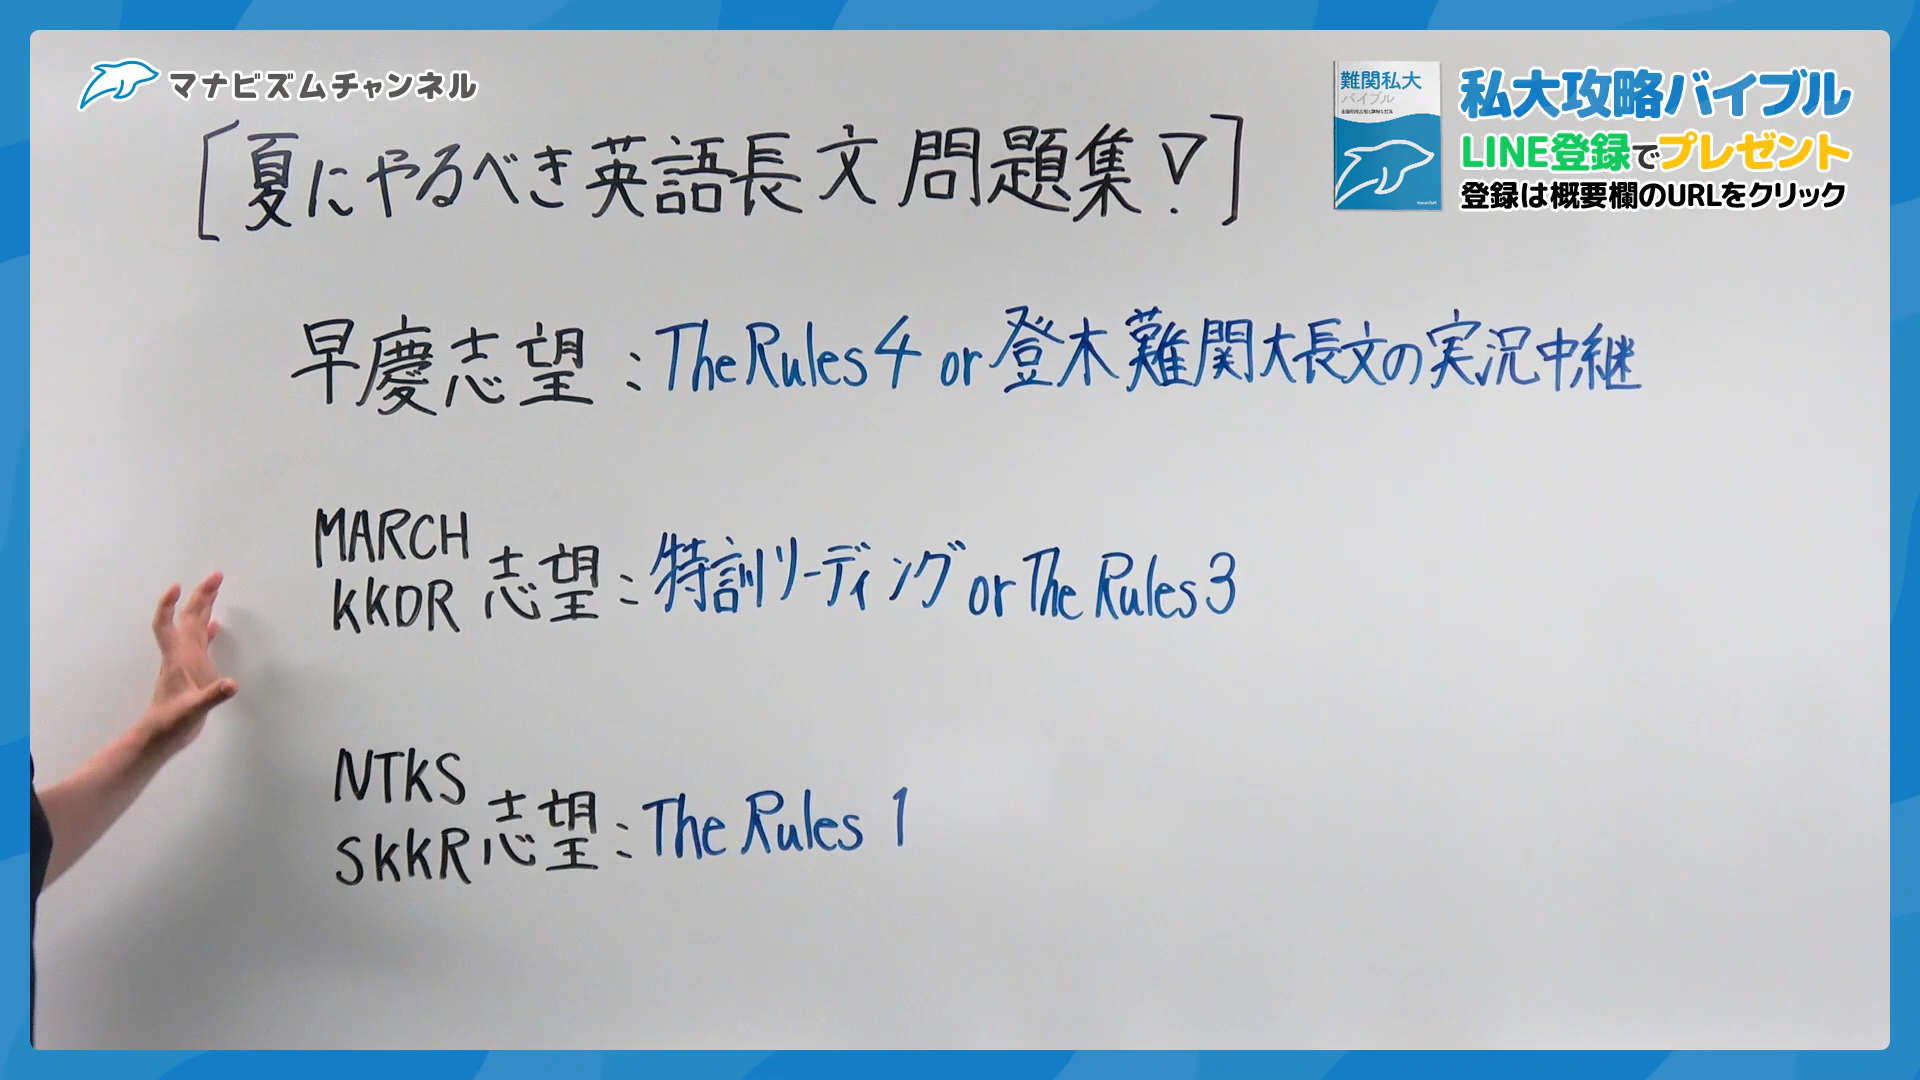 マナビズムチャンネル
難関私大
バイブル
私大攻略バイブル
LINE登録でプレゼント
登録は概要欄のURLをクリック
[夏にやるべき英語長文問題集!]
早慶志望:The Rules 4 or 登木難関大長文の実況中継
MARCH
KKDR 志望:特訓リーディング or The Rules 3
NTKS
SKKR 志望:The Rules 1